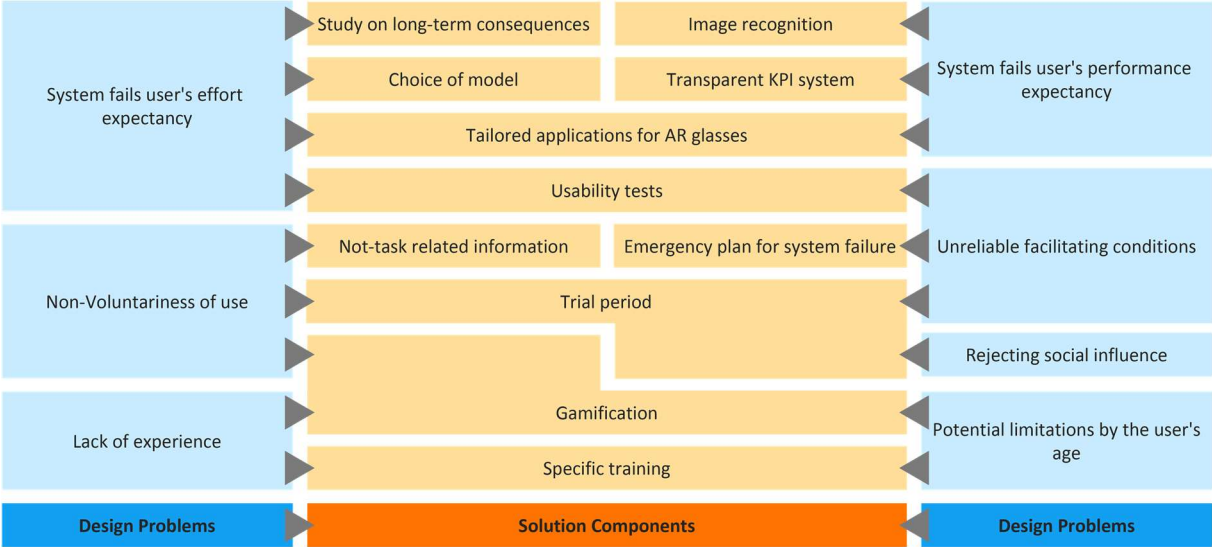 Study on long-term consequences
Image recognition
System fails user's effort
expectancy
Choice of model
Transparent KPI system
System fails user's performance
expectancy
Tailored applications for AR glasses
Usability tests
Not-task related information
Emergency plan for system failure
Unreliable facilitating conditions
Non-Voluntariness of use
Trial period
Rejecting social influence
Lack of experience
Gamification
Potential limitations by the user's
age
Specific training
Design Problems
Solution Components
Design Problems